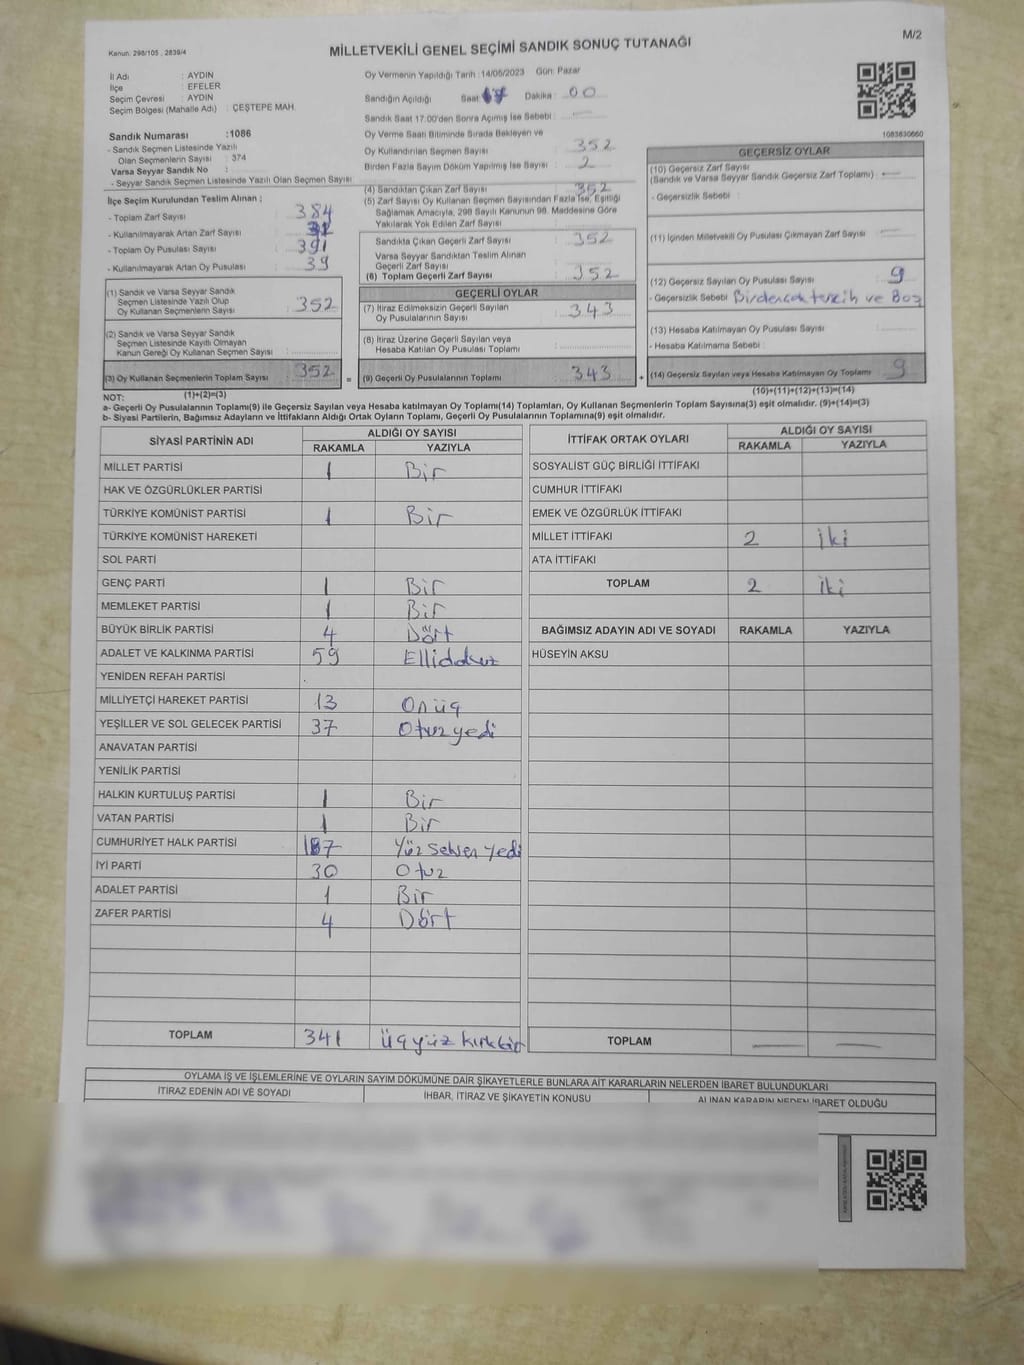 Kanun: 298/105 , 2839/4
MİLLETVEKİLİ GENEL SEÇİMİ SANDIK SONUÇ TUTANAĞI
M/2
İl Adı : AYDIN
İlçe : EFELER
Seçim Çevresi : AYDIN
Seçim Bölgesi (Mahalle Adı) : ÇEŞTEPE MAH.
Sandık Numarası :1086
- Sandık Seçmen Listesinde Yazılı
Olan Seçmenlerin Sayısı : 374
Varsa Seyyar Sandık No :
- Seyyar Sandık Seçmen Listesinde Yazılı Olan Seçmen Sayısı
Oy Vermenin Yapıldığı Tarih :14/05/2023 Gün: Pazar
Sandığın Açıldığı Saat 17 Dakika : 00
Sandık Saat 17.00'den Sonra Açmış İse Sebebi :
Oy Verme Saati Bitiminde Sırada Bekleyen ve
Oy Kullandırılan Seçmen Sayısı : 352
Birden Fazla Sayım Döküm Yapılmış İse Sayısı : 2
1083630660
İlçe Seçim Kurulundan Teslim Alınan ;
- Toplam Zarf Sayısı : 384
- Kullanılmayarak Artan Zarf Sayısı : 32
- Toplam Oy Pusulası Sayısı : 391
- Kullanılmayarak Artan Oy Pusulası : 39
(1) Sandık ve Varsa Seyyar Sandık
Seçmen Listesinde Yazılı Olup
Oy Kullanan Seçmenlerin Sayısı : 352
(2) Sandık ve Varsa Seyyar Sandık
Seçmen Listesinde Kayıtlı Olmayan
Kanun Gereği Oy Kullanan Seçmen Sayısı :
(3) Oy Kullanan Seçmenlerin Toplam Sayısı : 352 =
(1)+(2)=(3)
(4) Sandıktan Çıkan Zarf Sayısı : 352
(5) Zarf Sayısı Oy Kullanan Seçmen Sayısından Fazla İse, Eşitliği
Sağlamak Amacıyla, 298 Sayılı Kanunun 98. Maddesine Göre
Yakılarak Yok Edilen Zarf Sayısı :
Sandıkta Çıkan Geçerli Zarf Sayısı : 352
Varsa Seyyar Sandıktan Teslim Alınan
Geçerli Zarf Sayısı :
(6) Toplam Geçerli Zarf Sayısı : 352
GEÇERLİ OYLAR
(7) İtiraz Edilmeksizin Geçerli Sayılan
Oy Pusulalarının Sayısı : 343
(8) İtiraz Üzerine Geçerli Sayılan veya
Hesaba Katılan Oy Pusulası Toplamı :
(9) Geçerli Oy Pusulalarının Toplamı : 343 +
GEÇERSİZ OYLAR
(10) Geçersiz Zarf Sayısı
(Sandık ve Varsa Seyyar Sandık Geçersiz Zarf Toplamı) :
- Geçersizlik Sebebi :
(11) İçinden Milletvekili Oy Pusulası Çıkmayan Zarf Sayısı
(12) Geçersiz Sayılan Oy Pusulası Sayısı : 9
- Geçersizlik Sebebi Birden çok tercih ve Boş
(13) Hesaba Katılmayan Oy Pusulası Sayısı :
- Hesaba Katılmama Sebebi :
(14) Geçersiz Sayılan veya Hesaba Katılmayan Oy Toplamı : 9
(10)+(11)+(12)+(13)=(14)
NOT:
a- Geçerli Oy Pusulalarının Toplamı(9) ile Geçersiz Sayılan veya Hesaba Katılmayan Oy Toplamı(14) Toplamları, Oy Kullanan Seçmenlerin Toplam Sayısına(3) eşit olmalıdır. (9)+(14)=(3)
b- Siyasi Partilerin, Bağımsız Adayların ve İttifakların Aldığı Ortak Oyların Toplamı, Geçerli Oy Pusulalarının Toplamına(9) eşit olmalıdır.
SİYASİ PARTİNİN ADI ALDIĞI OY SAYISI
RAKAMLA YAZIYLA
MİLLET PARTİSİ 1 Bir
HAK VE ÖZGÜRLÜKLER PARTİSİ
TÜRKİYE KOMÜNİST PARTİSİ 1 Bir
TÜRKİYE KOMÜNİST HAREKETİ
SOL PARTİ
GENÇ PARTİ 1 Bir
MEMLEKET PARTİSİ 1 Bir
BÜYÜK BİRLİK PARTİSİ 4 Dört
ADALET VE KALKINMA PARTİSİ 59 Ellidokuz
YENİDEN REFAH PARTİSİ
MİLLİYETÇİ HAREKET PARTİSİ 13 Onüç
YEŞİLLER VE SOL GELECEK PARTİSİ 37 Otuzyedi
ANAVATAN PARTİSİ
YENİLİK PARTİSİ
HALKIN KURTULUŞ PARTİSİ 1 Bir
VATAN PARTİSİ 1 Bir
CUMHURİYET HALK PARTİSİ 187 Yüz seksen yedi
İYİ PARTİ 30 Otuz
ADALET PARTİSİ 1 Bir
ZAFER PARTİSİ 4 Dört
TOPLAM 341 Üçyüz kırkbir
İTTİFAK ORTAK OYLARI ALDIĞI OY SAYISI
RAKAMLA YAZIYLA
SOSYALİST GÜÇ BİRLİĞİ İTTİFAKI
CUMHUR İTTİFAKI
EMEK VE ÖZGÜRLÜK İTTİFAKI
MİLLET İTTİFAKI 2 İki
ATA İTTİFAKI
TOPLAM 2 İki
BAĞIMSIZ ADAYIN ADI VE SOYADI RAKAMLA YAZIYLA
HÜSEYİN AKSU
TOPLAM
OYLAMA İŞ VE İŞLEMLERİNE VE OYLARIN SAYIM DÖKÜMÜNE DAİR ŞİKAYETLERLE BUNLARA AİT KARARLARIN NELERDEN İBARET BULUNDUKLARI
İTİRAZ EDENİN ADI VE SOYADI İHBAR, İTİRAZ VE ŞİKAYETİN KONUSU ALINAN KARARIN NEDEN İBARET OLDUĞU